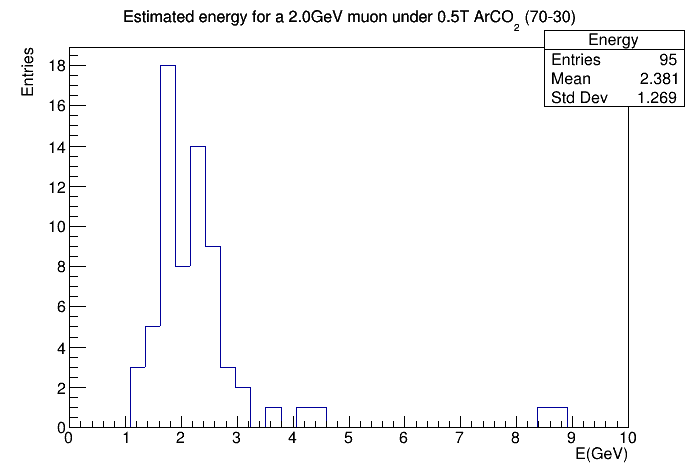 Estimated energy for a 2.0GeV muon under 0.5T ArCO2 (70-30)
Energy
Entries 95
Mean 2.381
Std Dev 1.269
Entries
18
16
14
12
10
8
6
4
2
0
0 1 2 3 4 5 6 7 8 9 10
E(GeV)